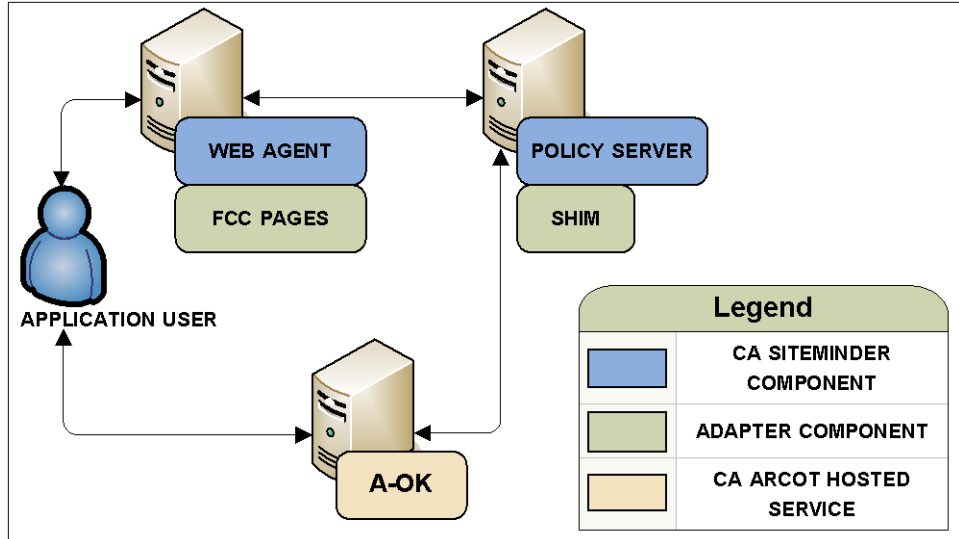 WEB AGENT
POLICY SERVER
FCC PAGES
SHIM
APPLICATION USER
A-OK
Legend
CA SITEMINDER
COMPONENT
ADAPTER COMPONENT
CA ARCOT HOSTED
SERVICE